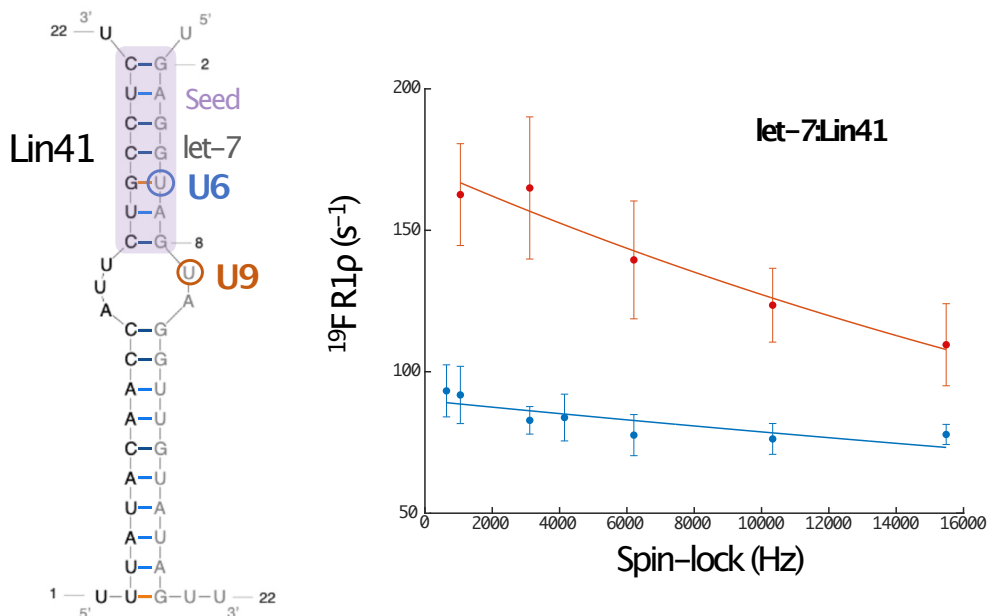 3' 5'
22 U U
C G 2
U A Seed
C G
Lin41 C G let-7
G U U6
U A
C G 8
U U U9
U A
A
C G
C G
A U
A U
C G
A U
U A
A U
U A
1 U U G U U 22
5' 3'
let-7:Lin41
200
150
100
50
¹⁹F R1ρ (s⁻¹)
0 2000 4000 6000 8000 10000 12000 14000 16000
Spin-lock (Hz)